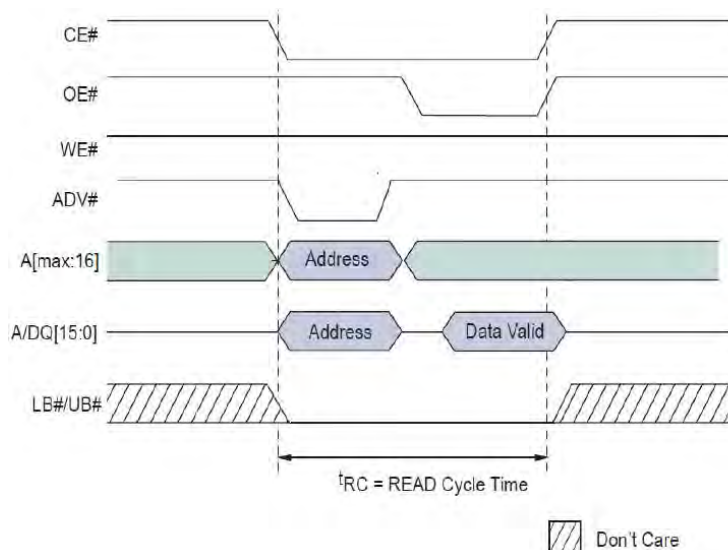 CE#
OE#
WE#
ADV#
A[max:16] Address
A/DQ[15:0] Address Data Valid
LB#/UB#
tRC = READ Cycle Time
Don't Care